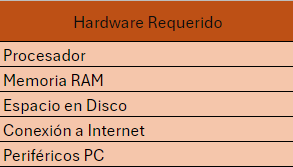 Hardware Requerido
Procesador
Memoria RAM
Espacio en Disco
Conexión a Internet
Periféricos PC